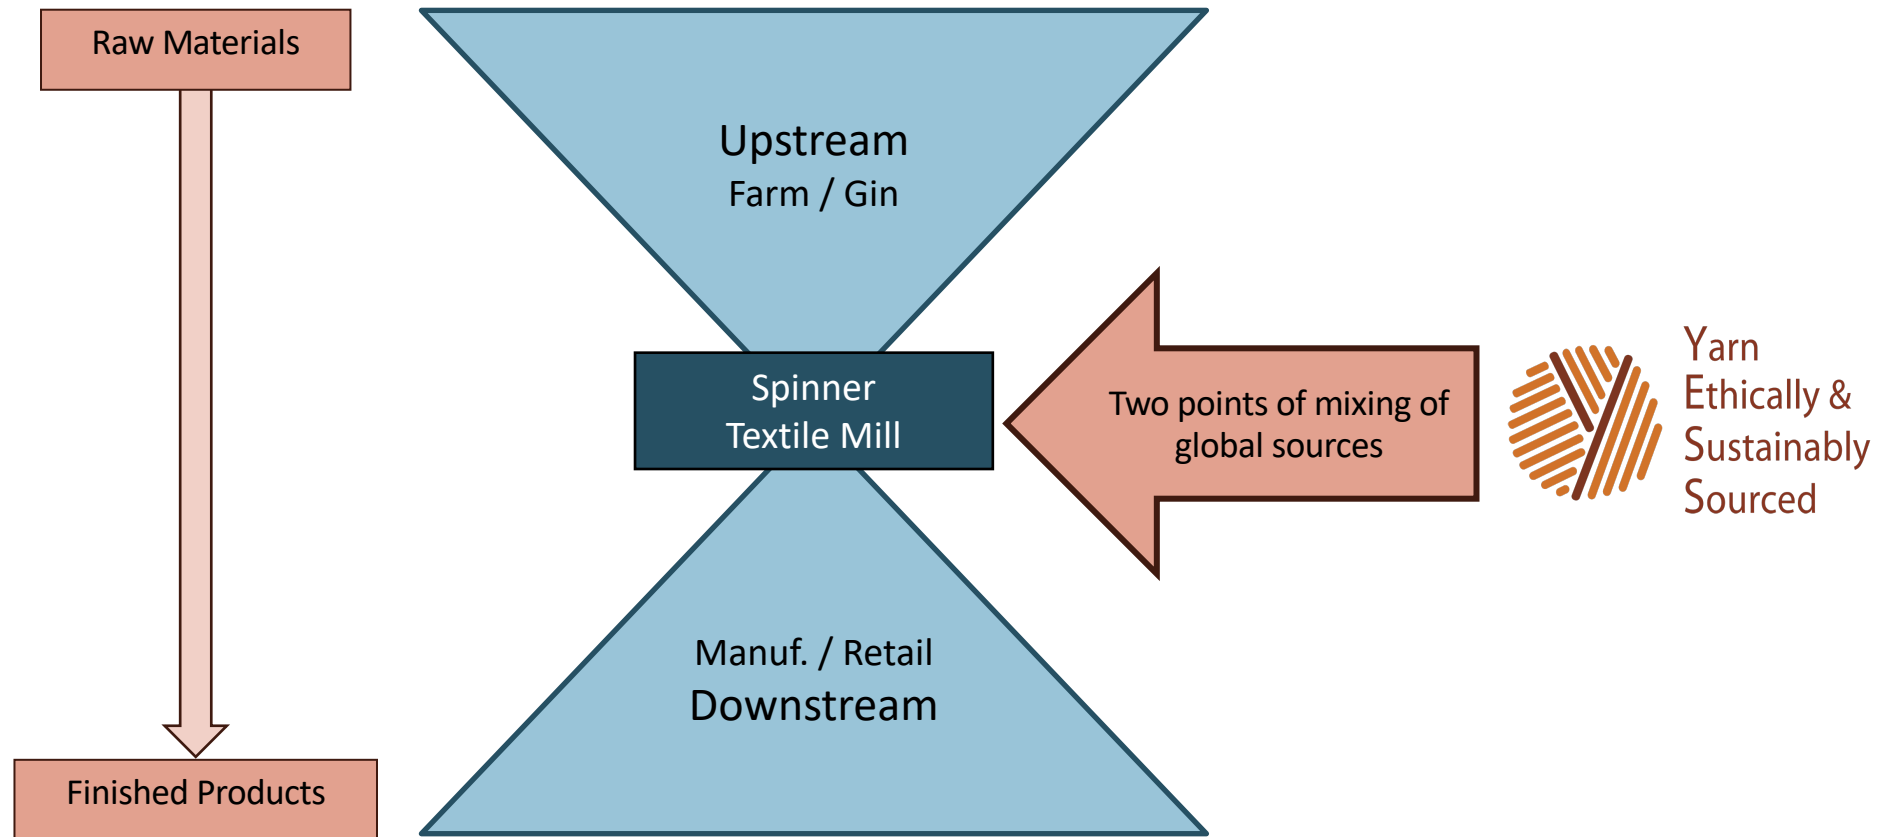 Raw Materials
Upstream
Farm / Gin
Spinner
Textile Mill
Two points of mixing of
global sources
Yarn
Ethically &
Sustainably
Sourced
Manuf. / Retail
Downstream
Finished Products